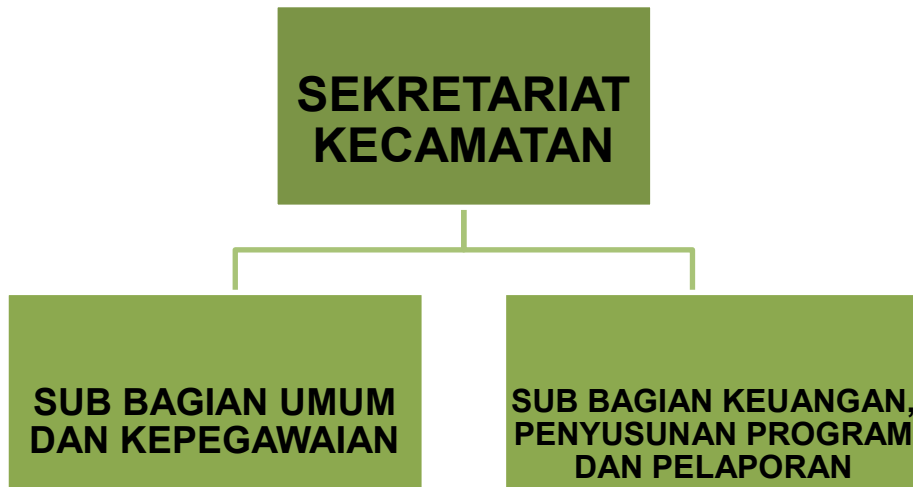 SEKRETARIAT
KECAMATAN
SUB BAGIAN UMUM
DAN KEPEGAWAIAN
SUB BAGIAN KEUANGAN,
PENYUSUNAN PROGRAM
DAN PELAPORAN